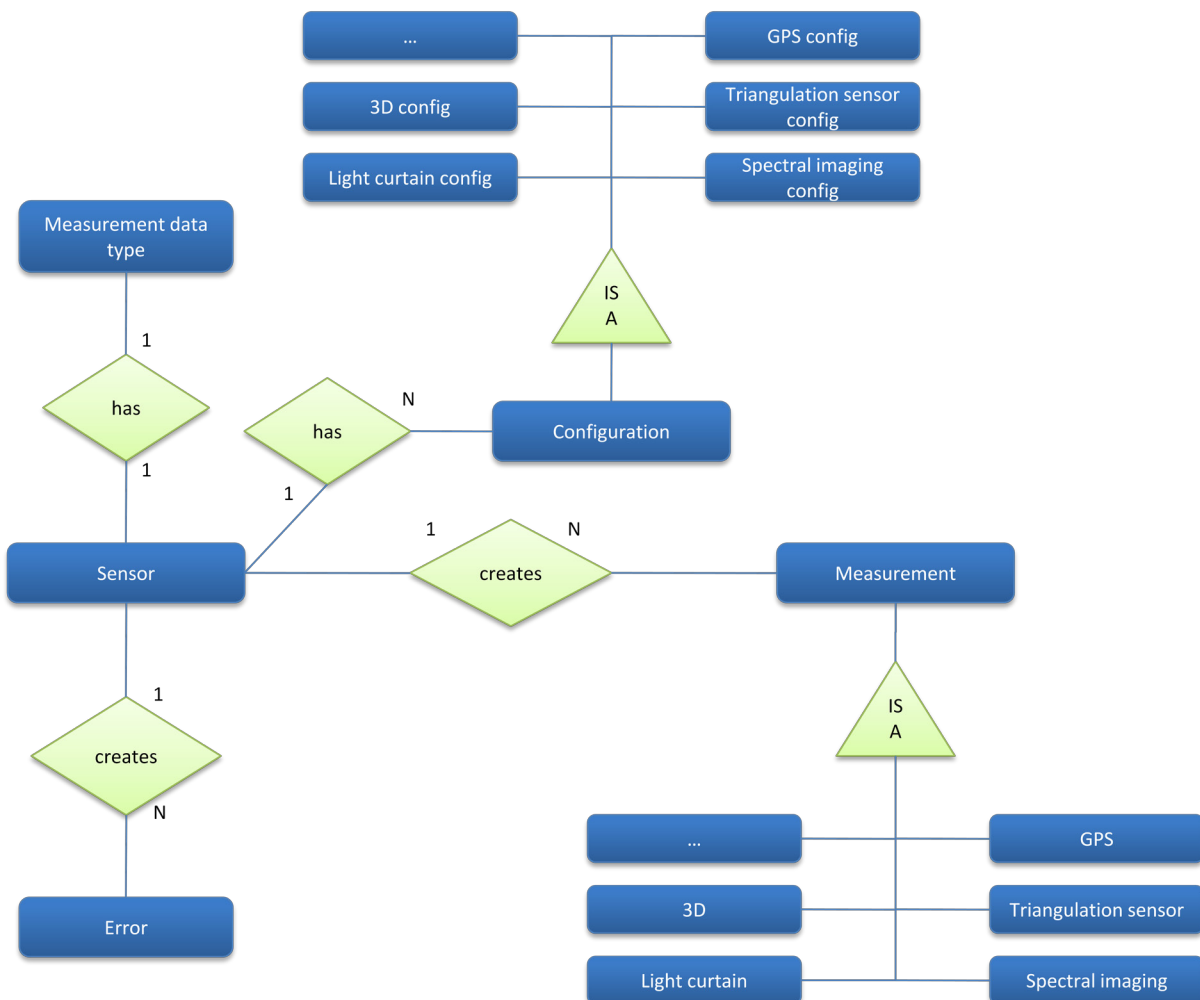 ...
GPS config
3D config
Triangulation sensor
config
Light curtain config
Spectral imaging
config
Measurement data
type
IS
A
1
has
1
has
N
Configuration
1
Sensor
1
creates
N
Measurement
1
creates
N
Error
IS
A
...
GPS
3D
Triangulation sensor
Light curtain
Spectral imaging